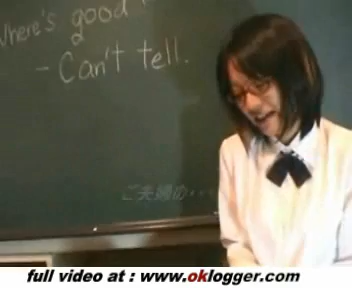 Where's good
- Can't tell.
ご夫婦の・・・
full video at : www.oklogger.com